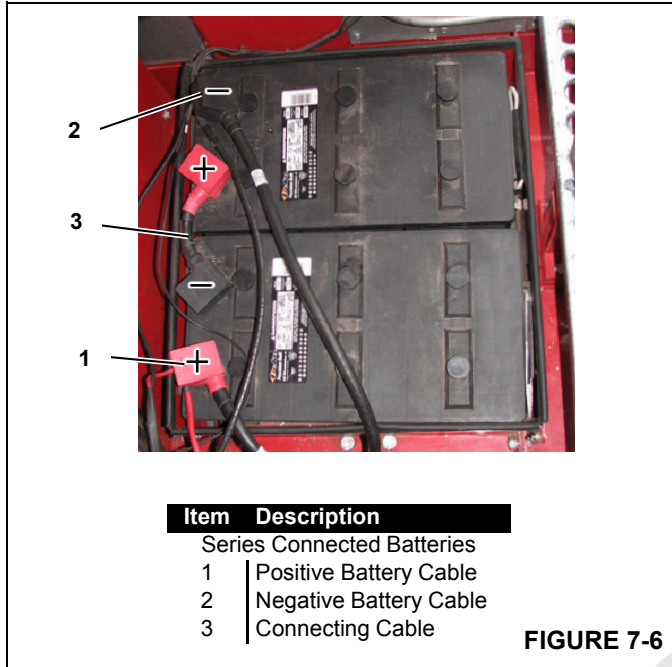 2
3
1
−
+
−
+
Item Description
Series Connected Batteries
1 Positive Battery Cable
2 Negative Battery Cable
3 Connecting Cable
FIGURE 7-6